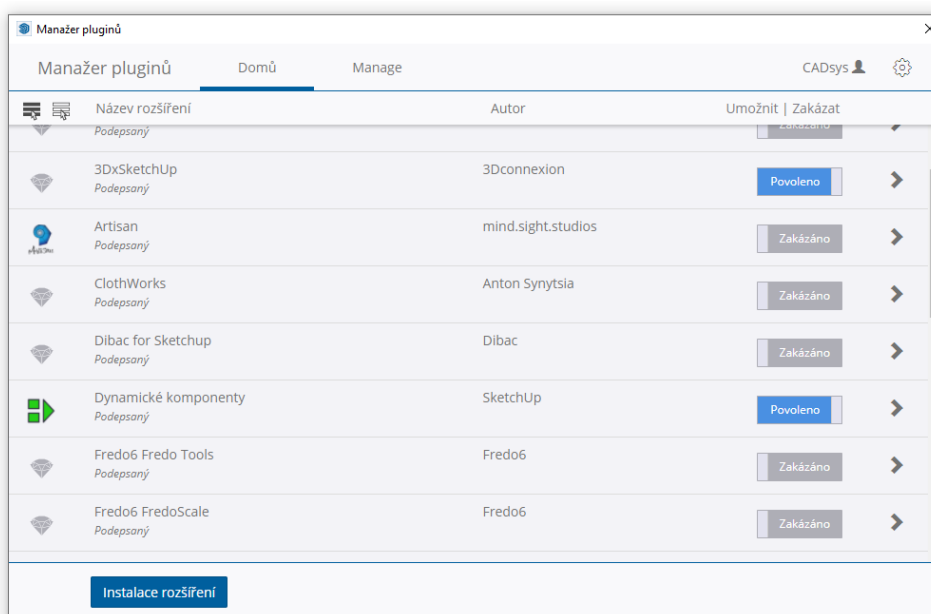 Manažer pluginů
Manažer pluginů Domů Manage CADsys
Název rozšíření Autor Umožnit | Zakázat
Podepsaný Zakázáno
3DxSketchUp 3Dconnexion
Podepsaný Povoleno
Artisan mind.sight.studios
Podepsaný Zakázáno
ClothWorks Anton Synytsia
Podepsaný Zakázáno
Dibac for Sketchup Dibac
Podepsaný Zakázáno
Dynamické komponenty SketchUp
Podepsaný Povoleno
Fredo6 Fredo Tools Fredo6
Podepsaný Zakázáno
Fredo6 FredoScale Fredo6
Podepsaný Zakázáno
Instalace rozšíření